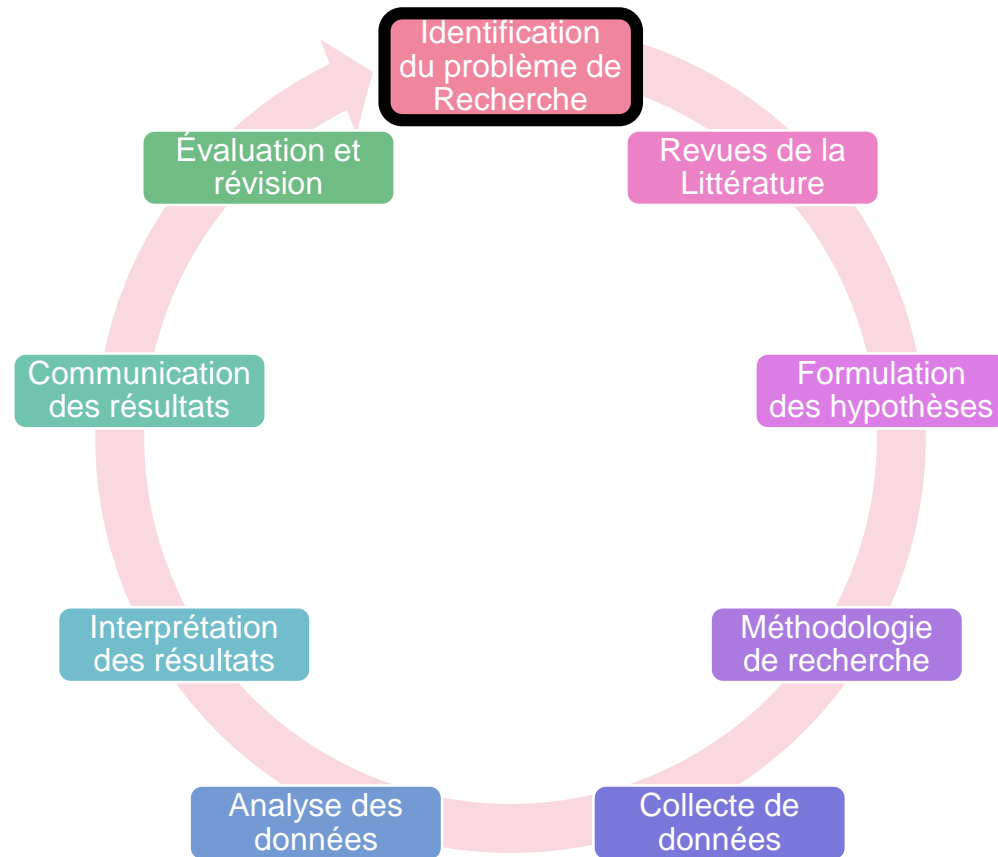 Identification
du problème de
Recherche
Revues de la
Littérature
Formulation
des hypothèses
Méthodologie
de recherche
Collecte de
données
Analyse des
données
Interprétation
des résultats
Communication
des résultats
Évaluation et
révision